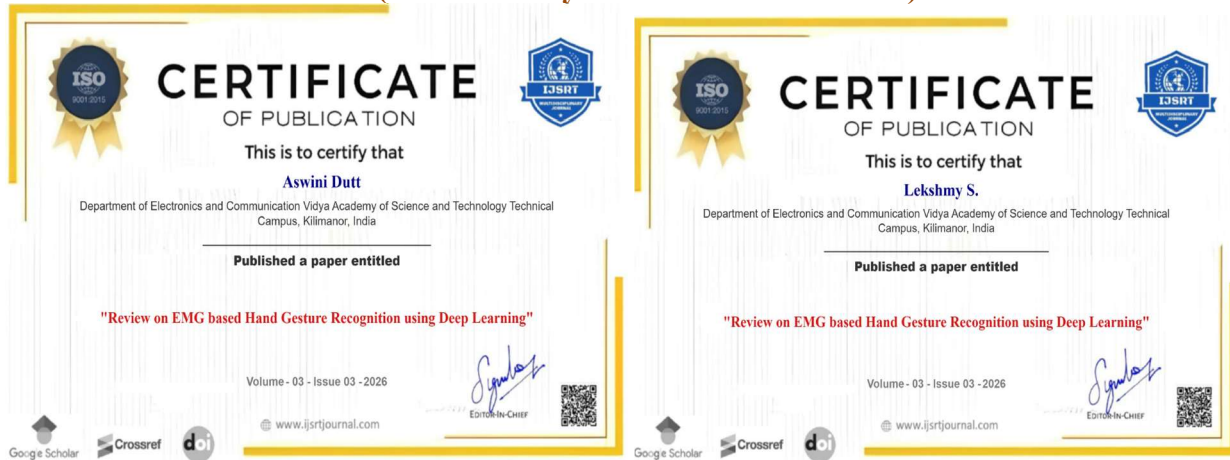 ISO
9001:2015
CERTIFICATE
OF PUBLICATION
IJSRT
MULTIDISCIPLINARY
JOURNAL
This is to certify that
Aswini Dutt
Department of Electronics and Communication Vidya Academy of Science and Technology Technical
Campus, Kilimanor, India
Published a paper entitled
"Review on EMG based Hand Gesture Recognition using Deep Learning"
Volume - 03 - Issue 03 - 2026
EDITOR-IN-CHIEF
www.ijsrtjournal.com
Google Scholar
Crossref
doi
ISO
9001:2015
CERTIFICATE
OF PUBLICATION
IJSRT
MULTIDISCIPLINARY
JOURNAL
This is to certify that
Lekshmy S.
Department of Electronics and Communication Vidya Academy of Science and Technology Technical
Campus, Kilimanor, India
Published a paper entitled
"Review on EMG based Hand Gesture Recognition using Deep Learning"
Volume - 03 - Issue 03 - 2026
EDITOR-IN-CHIEF
www.ijsrtjournal.com
Google Scholar
Crossref
doi